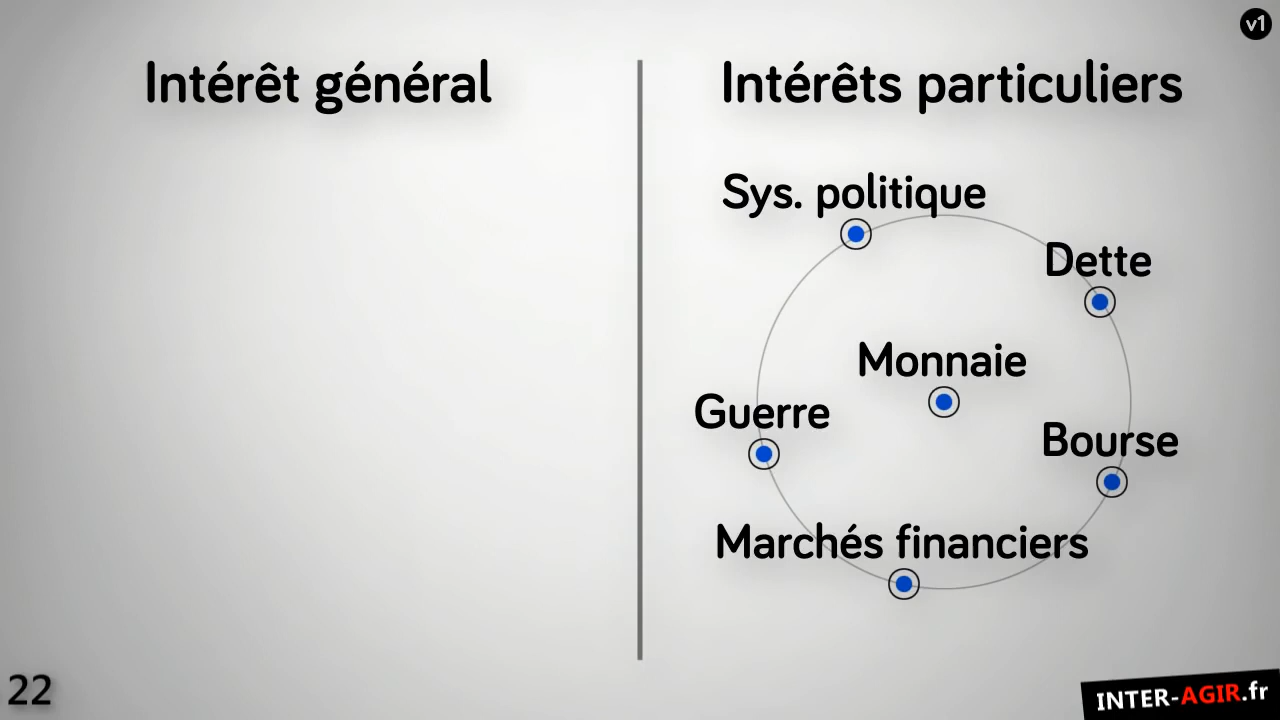 v1
Intérêt général
Intérêts particuliers
Sys. politique
Dette
Monnaie
Guerre
Bourse
Marchés financiers
22
INTER-AGIR.fr